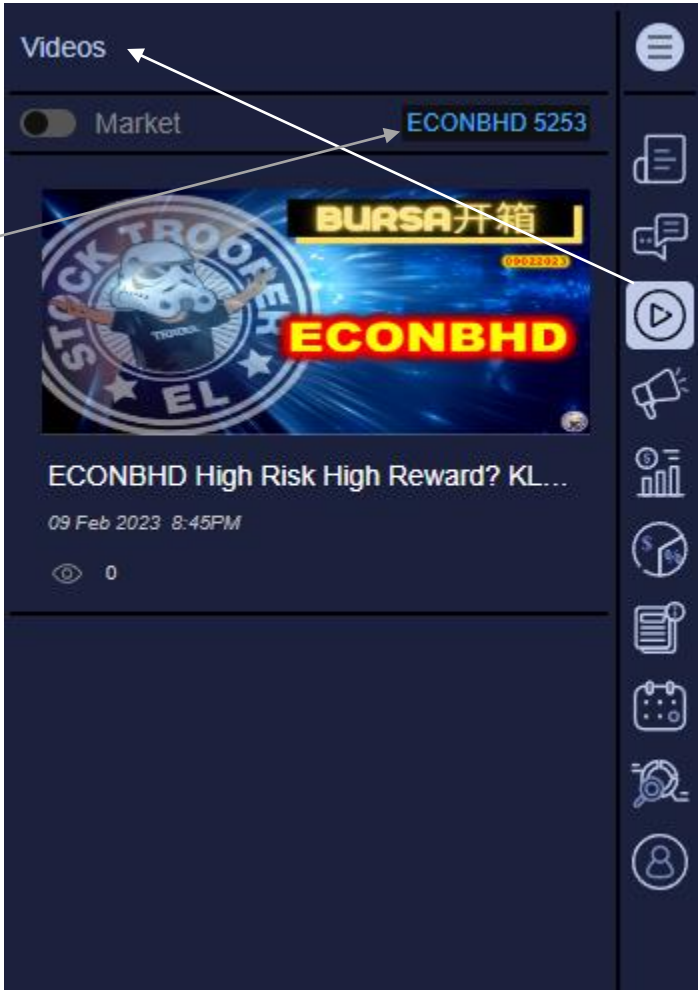 Videos
Market
ECONBHD 5253
BURSA开箱
09022023
STOCK TROOPER
EL
ECONBHD
ECONBHD High Risk High Reward? KL...
09 Feb 2023 8:45PM
0